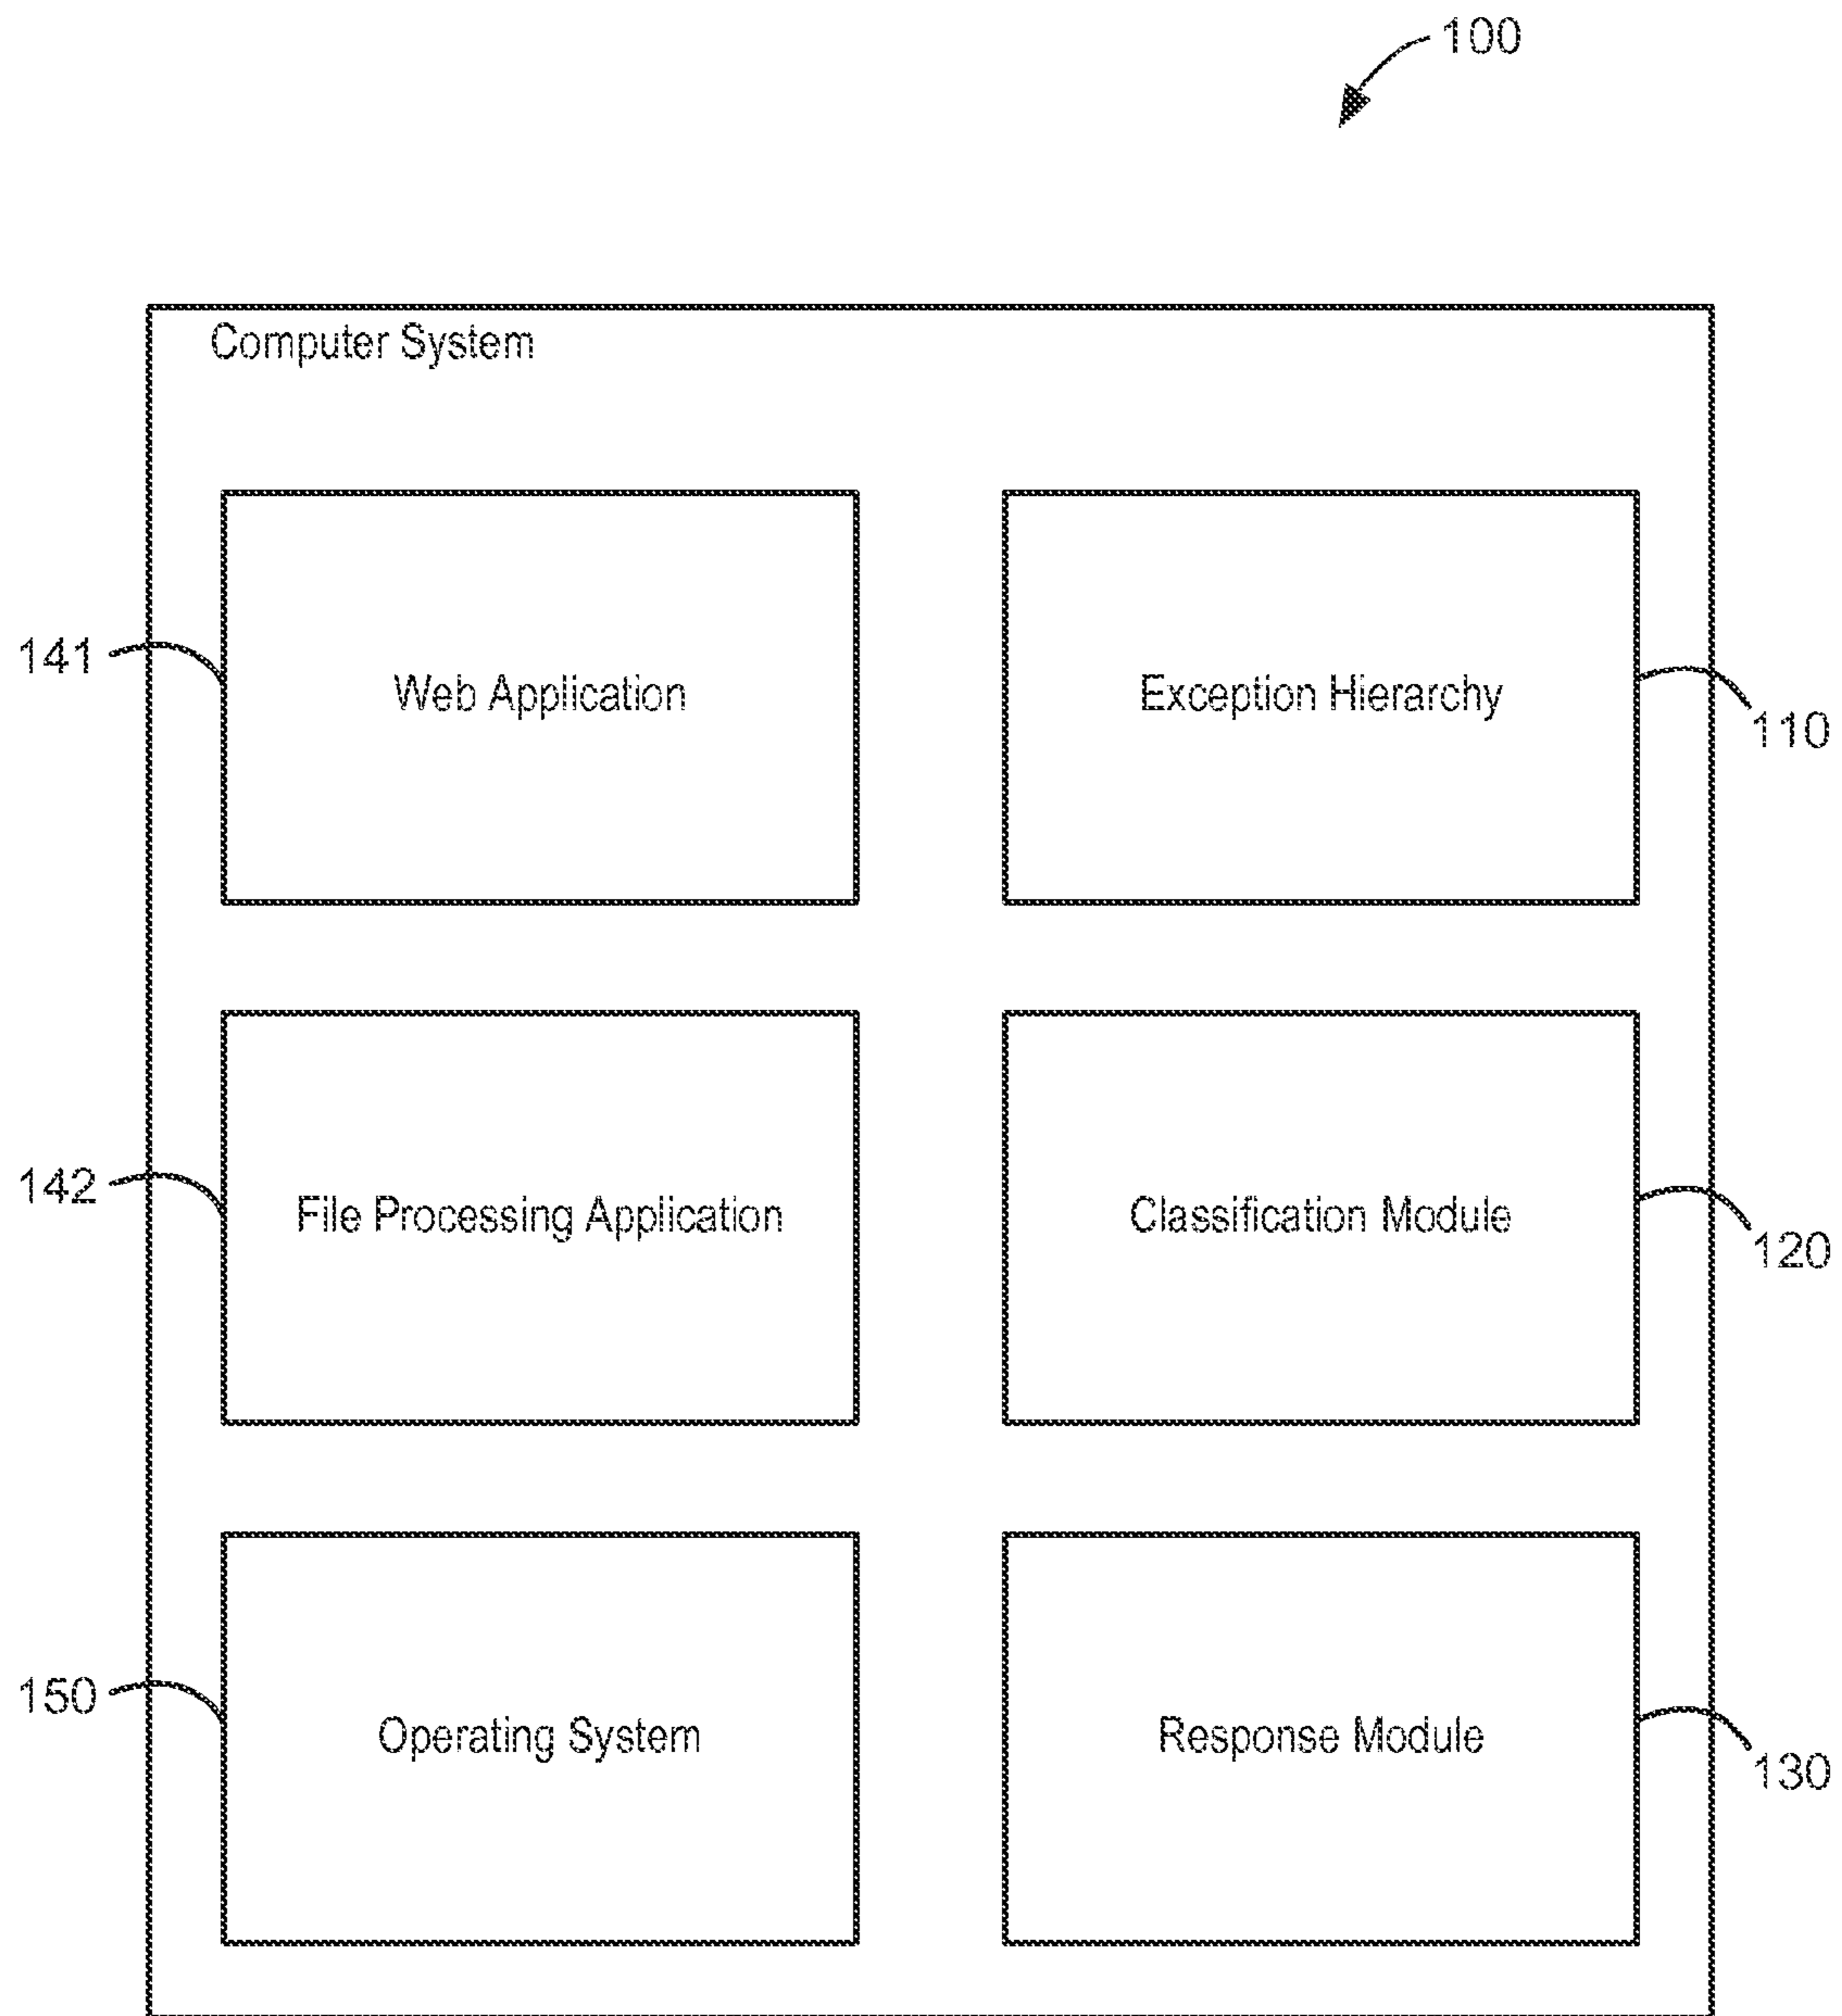 100
Computer System
141
Web Application
Exception Hierarchy
110
142
File Processing Application
Classification Module
120
150
Operating System
Response Module
130